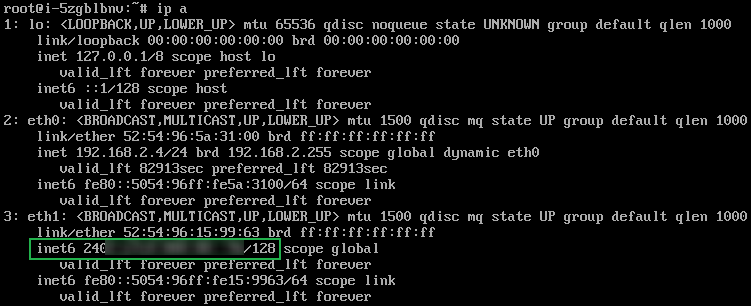 root@i-5zgblbnv:~# ip a
1: lo: <LOOPBACK,UP,LOWER_UP> mtu 65536 qdisc noqueue state UNKNOWN group default qlen 1000
link/loopback 00:00:00:00:00:00 brd 00:00:00:00:00:00
inet 127.0.0.1/8 scope host lo
valid_lft forever preferred_lft forever
inet6 ::1/128 scope host
valid_lft forever preferred_lft forever
2: eth0: <BROADCAST,MULTICAST,UP,LOWER_UP> mtu 1500 qdisc mq state UP group default qlen 1000
link/ether 52:54:96:5a:31:00 brd ff:ff:ff:ff:ff:ff
inet 192.168.2.4/24 brd 192.168.2.255 scope global dynamic eth0
valid_lft 82913sec preferred_lft 82913sec
inet6 fe80::5054:96ff:fe5a:3100/64 scope link
valid_lft forever preferred_lft forever
3: eth1: <BROADCAST,MULTICAST,UP,LOWER_UP> mtu 1500 qdisc mq state UP group default qlen 1000
link/ether 52:54:96:15:99:63 brd ff:ff:ff:ff:ff:ff
inet6 240 /128 scope global
valid_lft forever preferred_lft forever
inet6 fe80::5054:96ff:fe15:9963/64 scope link
valid_lft forever preferred_lft forever